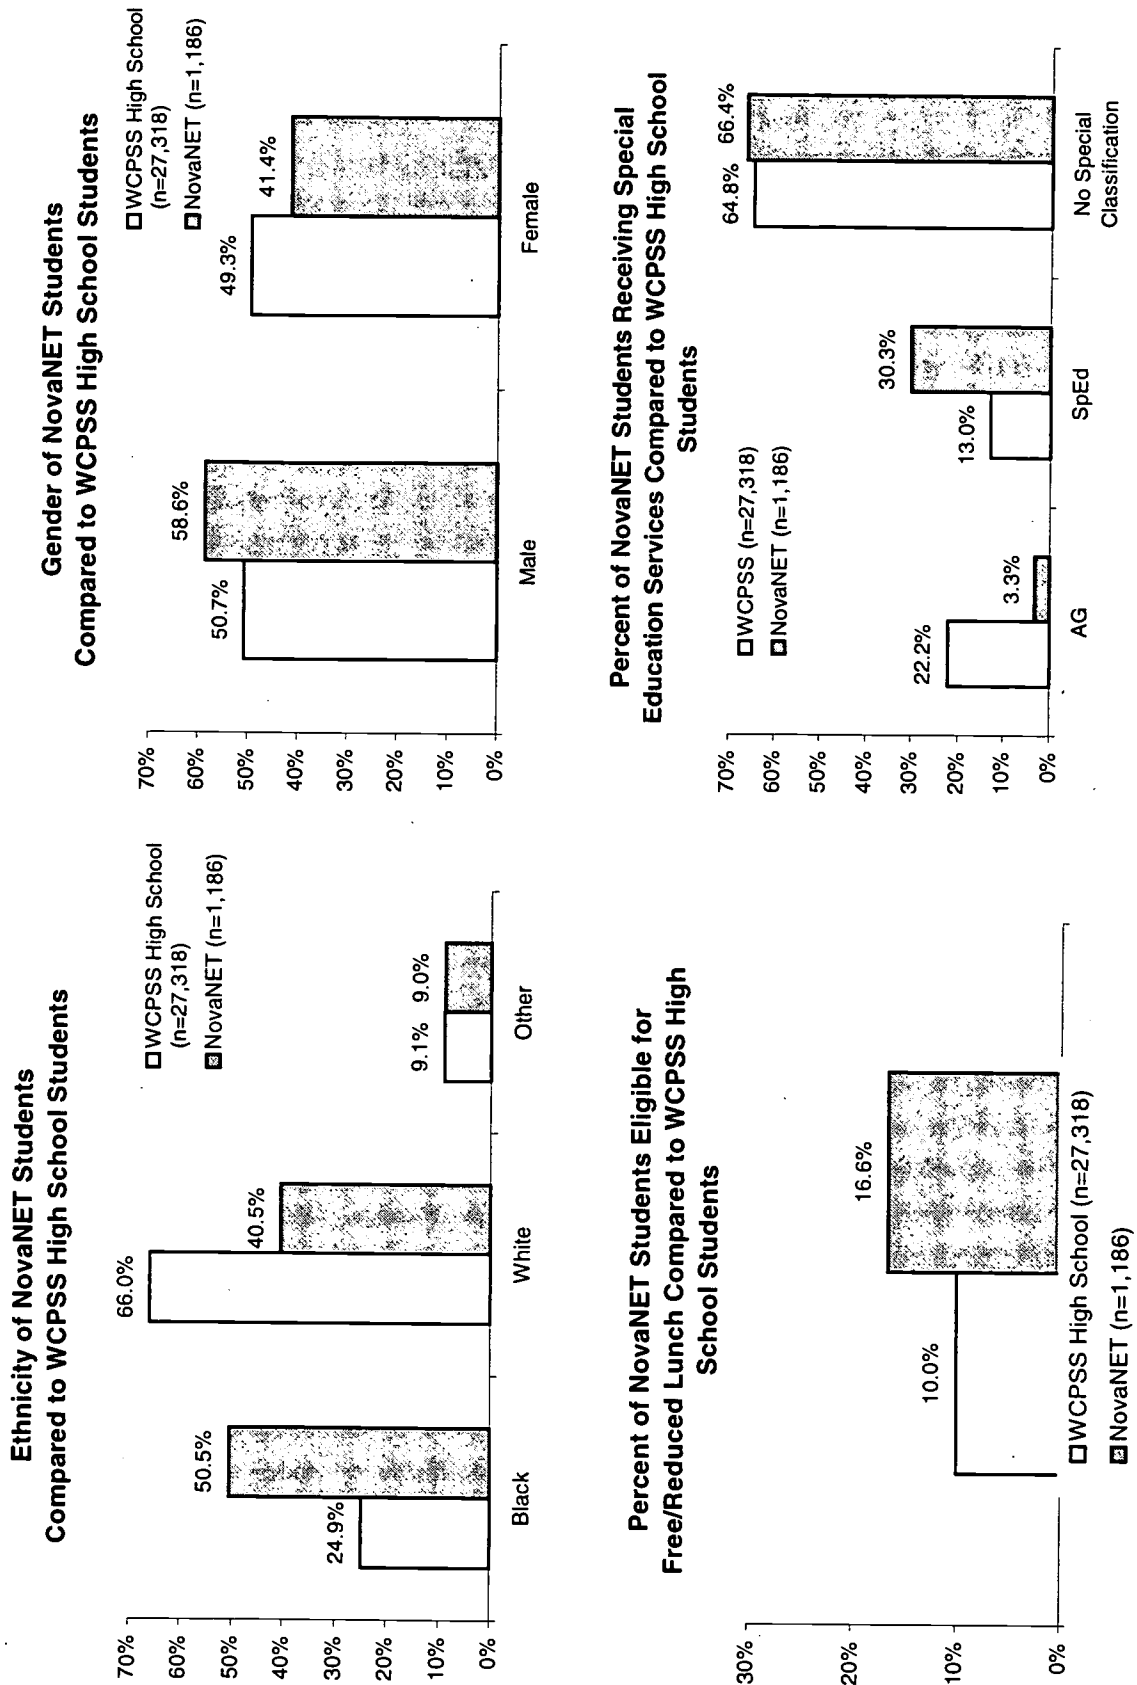 Ethnicity of NovaNET Students
Compared to WCPSS High School Students
WCPSS High School
(n=27,318)
NovaNET (n=1,186)
70%
60%
50%
40%
30%
20%
10%
0%
24.9%
50.5%
66.0%
40.5%
9.1%
9.0%
Black
White
Other
Gender of NovaNET Students
Compared to WCPSS High School Students
WCPSS High School
(n=27,318)
NovaNET (n=1,186)
70%
60%
50%
40%
30%
20%
10%
0%
50.7%
58.6%
49.3%
41.4%
Male
Female
Percent of NovaNET Students Eligible for
Free/Reduced Lunch Compared to WCPSS High
School Students
30%
20%
10%
0%
10.0%
16.6%
WCPSS High School (n=27,318)
NovaNET (n=1,186)
Percent of NovaNET Students Receiving Special
Education Services Compared to WCPSS High School
Students
WCPSS (n=27,318)
NovaNET (n=1,186)
70%
60%
50%
40%
30%
20%
10%
0%
22.2%
3.3%
13.0%
30.3%
64.8%
66.4%
AG
SpEd
No Special
Classification